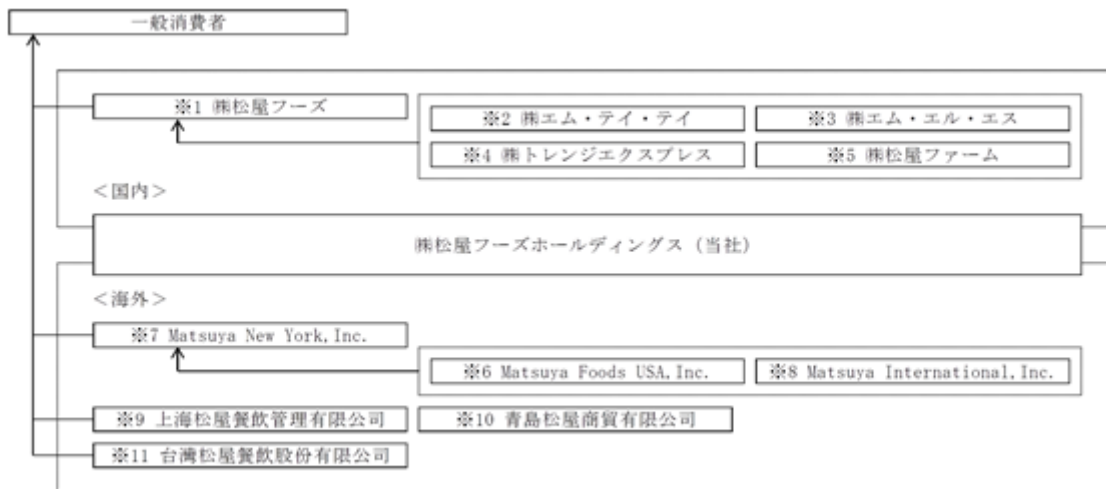 一般消費者
※1 ㈱松屋フーズ
※2 ㈱エム・テイ・テイ
※3 ㈱エム・エル・エス
※4 ㈱トレンジエクスプレス
※5 ㈱松屋ファーム
＜国内＞
㈱松屋フーズホールディングス（当社）
＜海外＞
※7 Matsuya New York,Inc.
※6 Matsuya Foods USA,Inc.
※8 Matsuya International,Inc.
※9 上海松屋餐飲管理有限公司
※10 青島松屋商貿有限公司
※11 台灣松屋餐飲股份有限公司